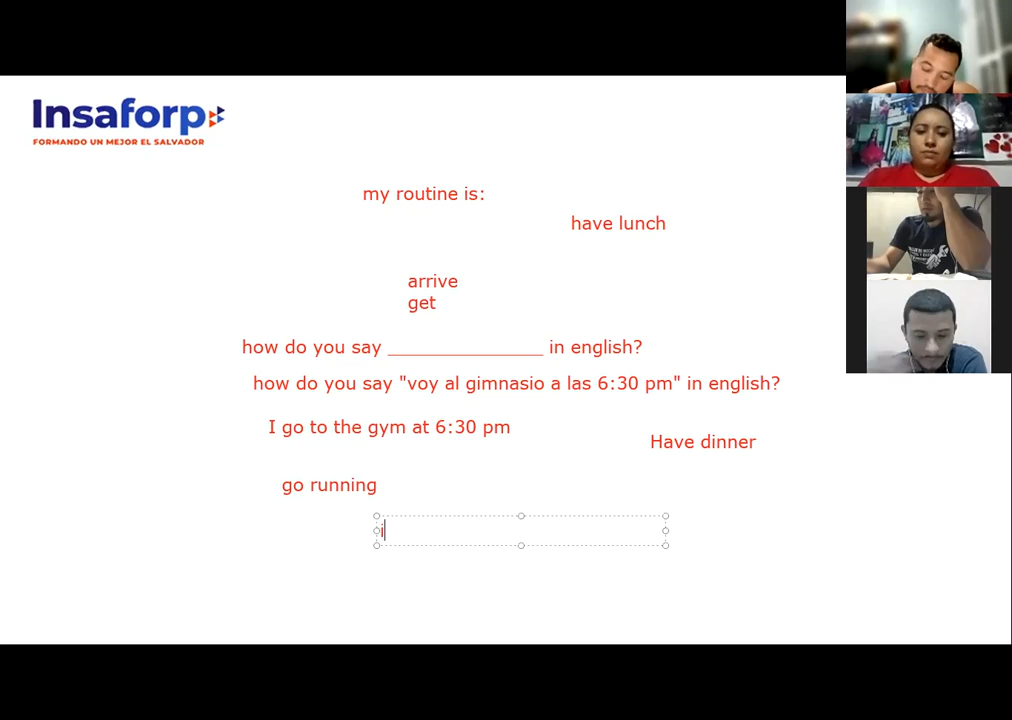 Insaforp
FORMANDO UN MEJOR EL SALVADOR
my routine is:
have lunch
arrive
get
how do you say ________________ in english?
how do you say "voy al gimnasio a las 6:30 pm" in english?
I go to the gym at 6:30 pm
Have dinner
go running
i